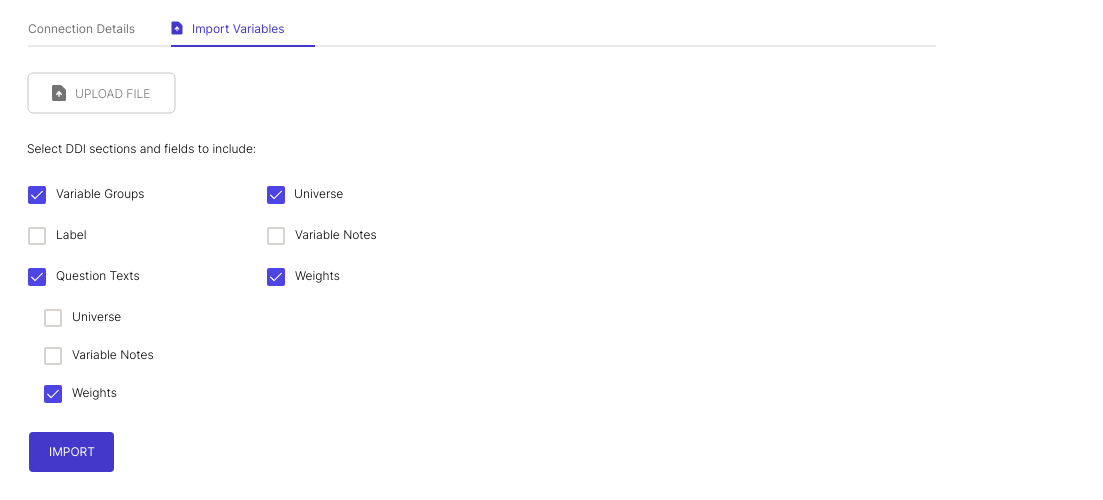 Connection Details
Import Variables
UPLOAD FILE
Select DDI sections and fields to include:
Variable Groups
Universe
Label
Variable Notes
Question Texts
Weights
Universe
Variable Notes
Weights
IMPORT